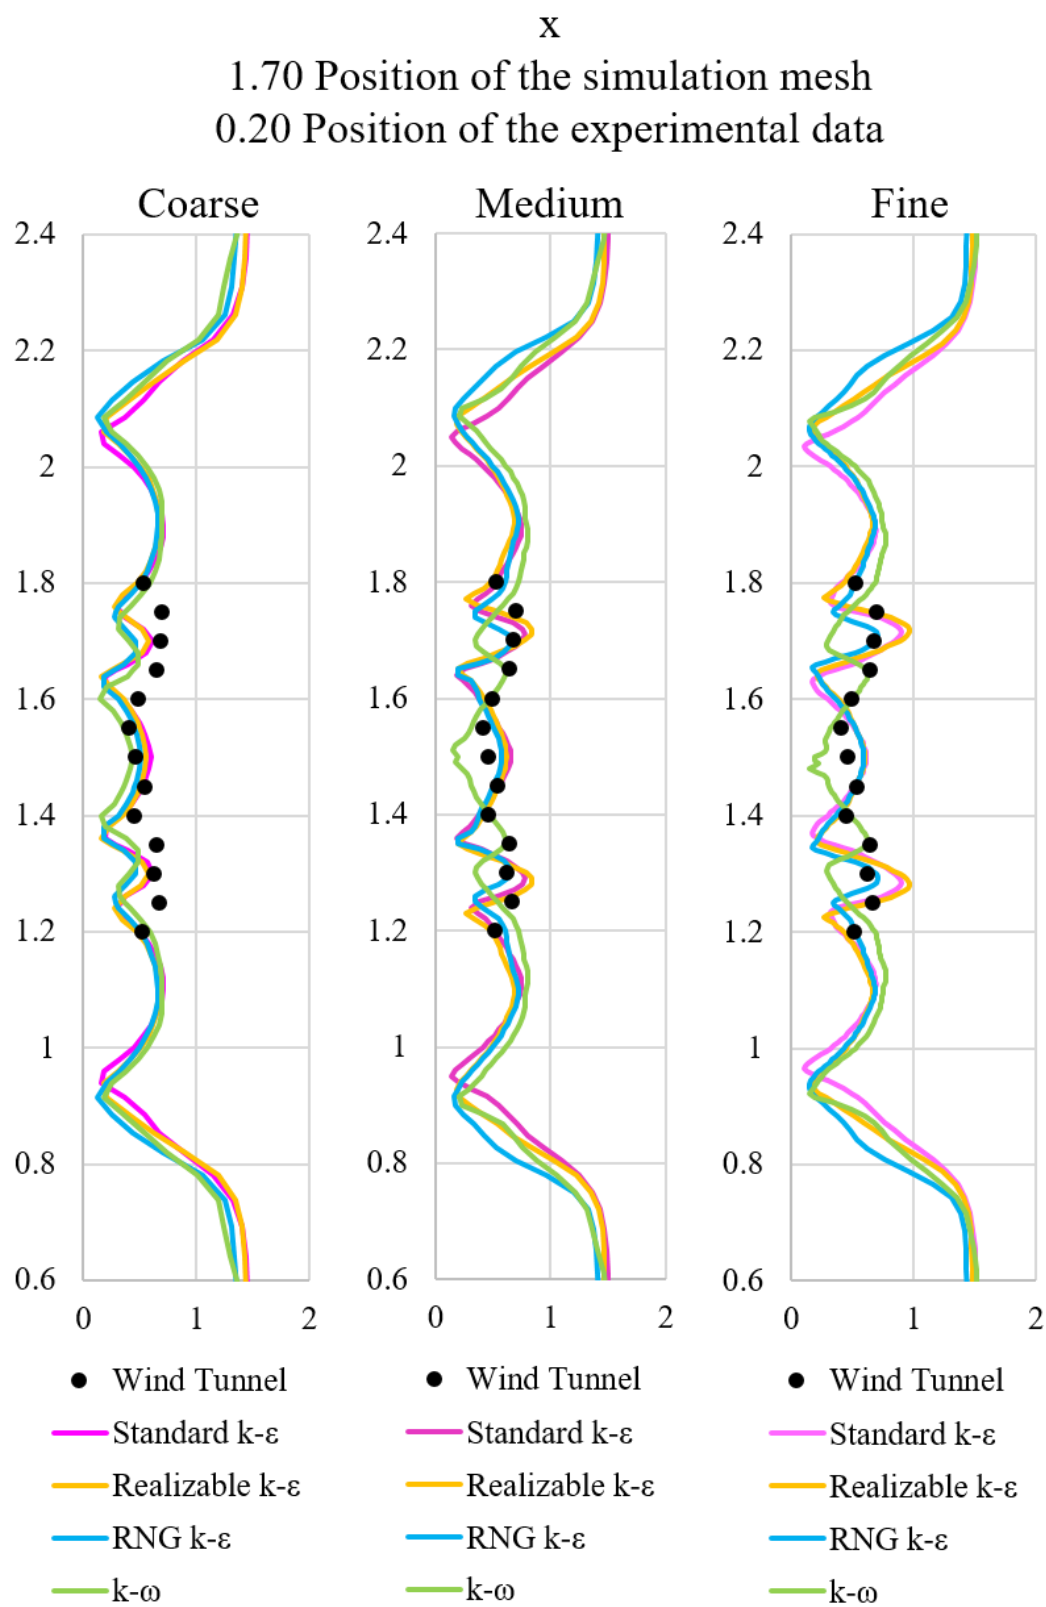 x
1.70 Position of the simulation mesh
0.20 Position of the experimental data
Coarse Medium Fine
2.4 2.4 2.4
2.2 2.2 2.2
2 2 2
1.8 1.8 1.8
1.6 1.6 1.6
1.4 1.4 1.4
1.2 1.2 1.2
1 1 1
0.8 0.8 0.8
0.6 0.6 0.6
0 1 2 0 1 2 0 1 2
Wind Tunnel Wind Tunnel Wind Tunnel
Standard k-ε Standard k-ε Standard k-ε
Realizable k-ε Realizable k-ε Realizable k-ε
RNG k-ε RNG k-ε RNG k-ε
k-ω k-ω k-ω